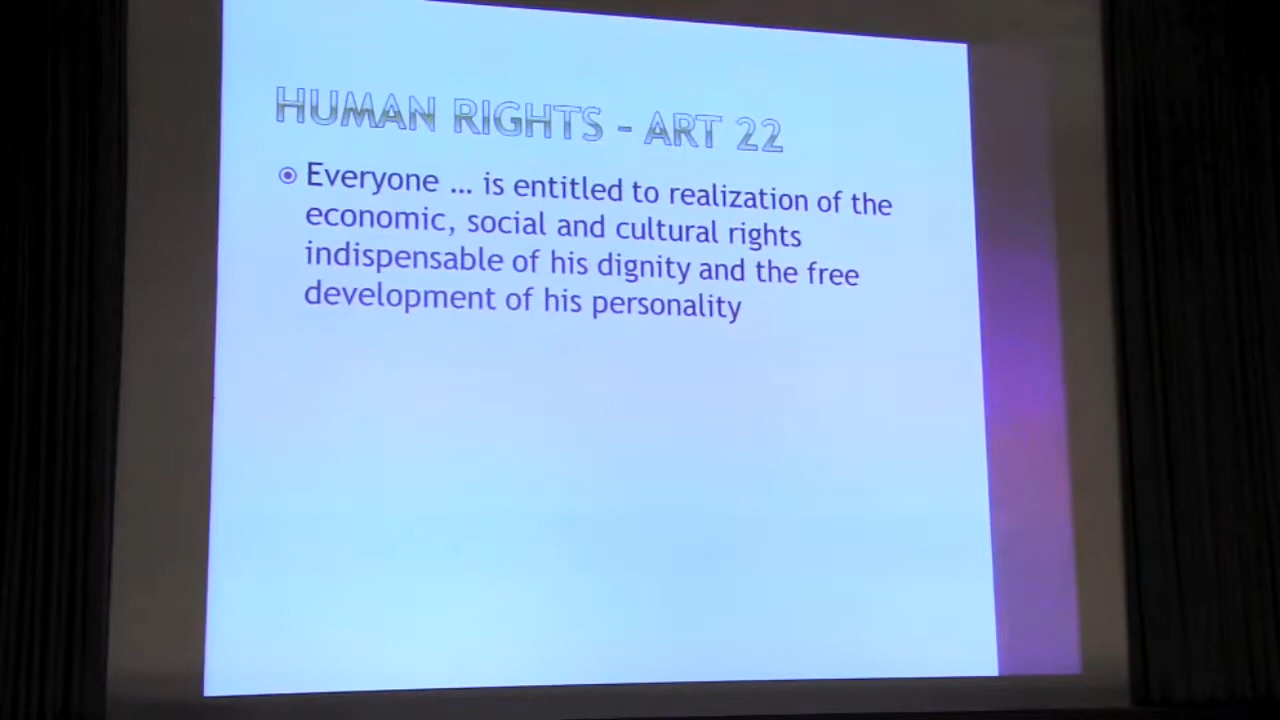 HUMAN RIGHTS - ART 22
Everyone ... is entitled to realization of the
economic, social and cultural rights
indispensable of his dignity and the free
development of his personality